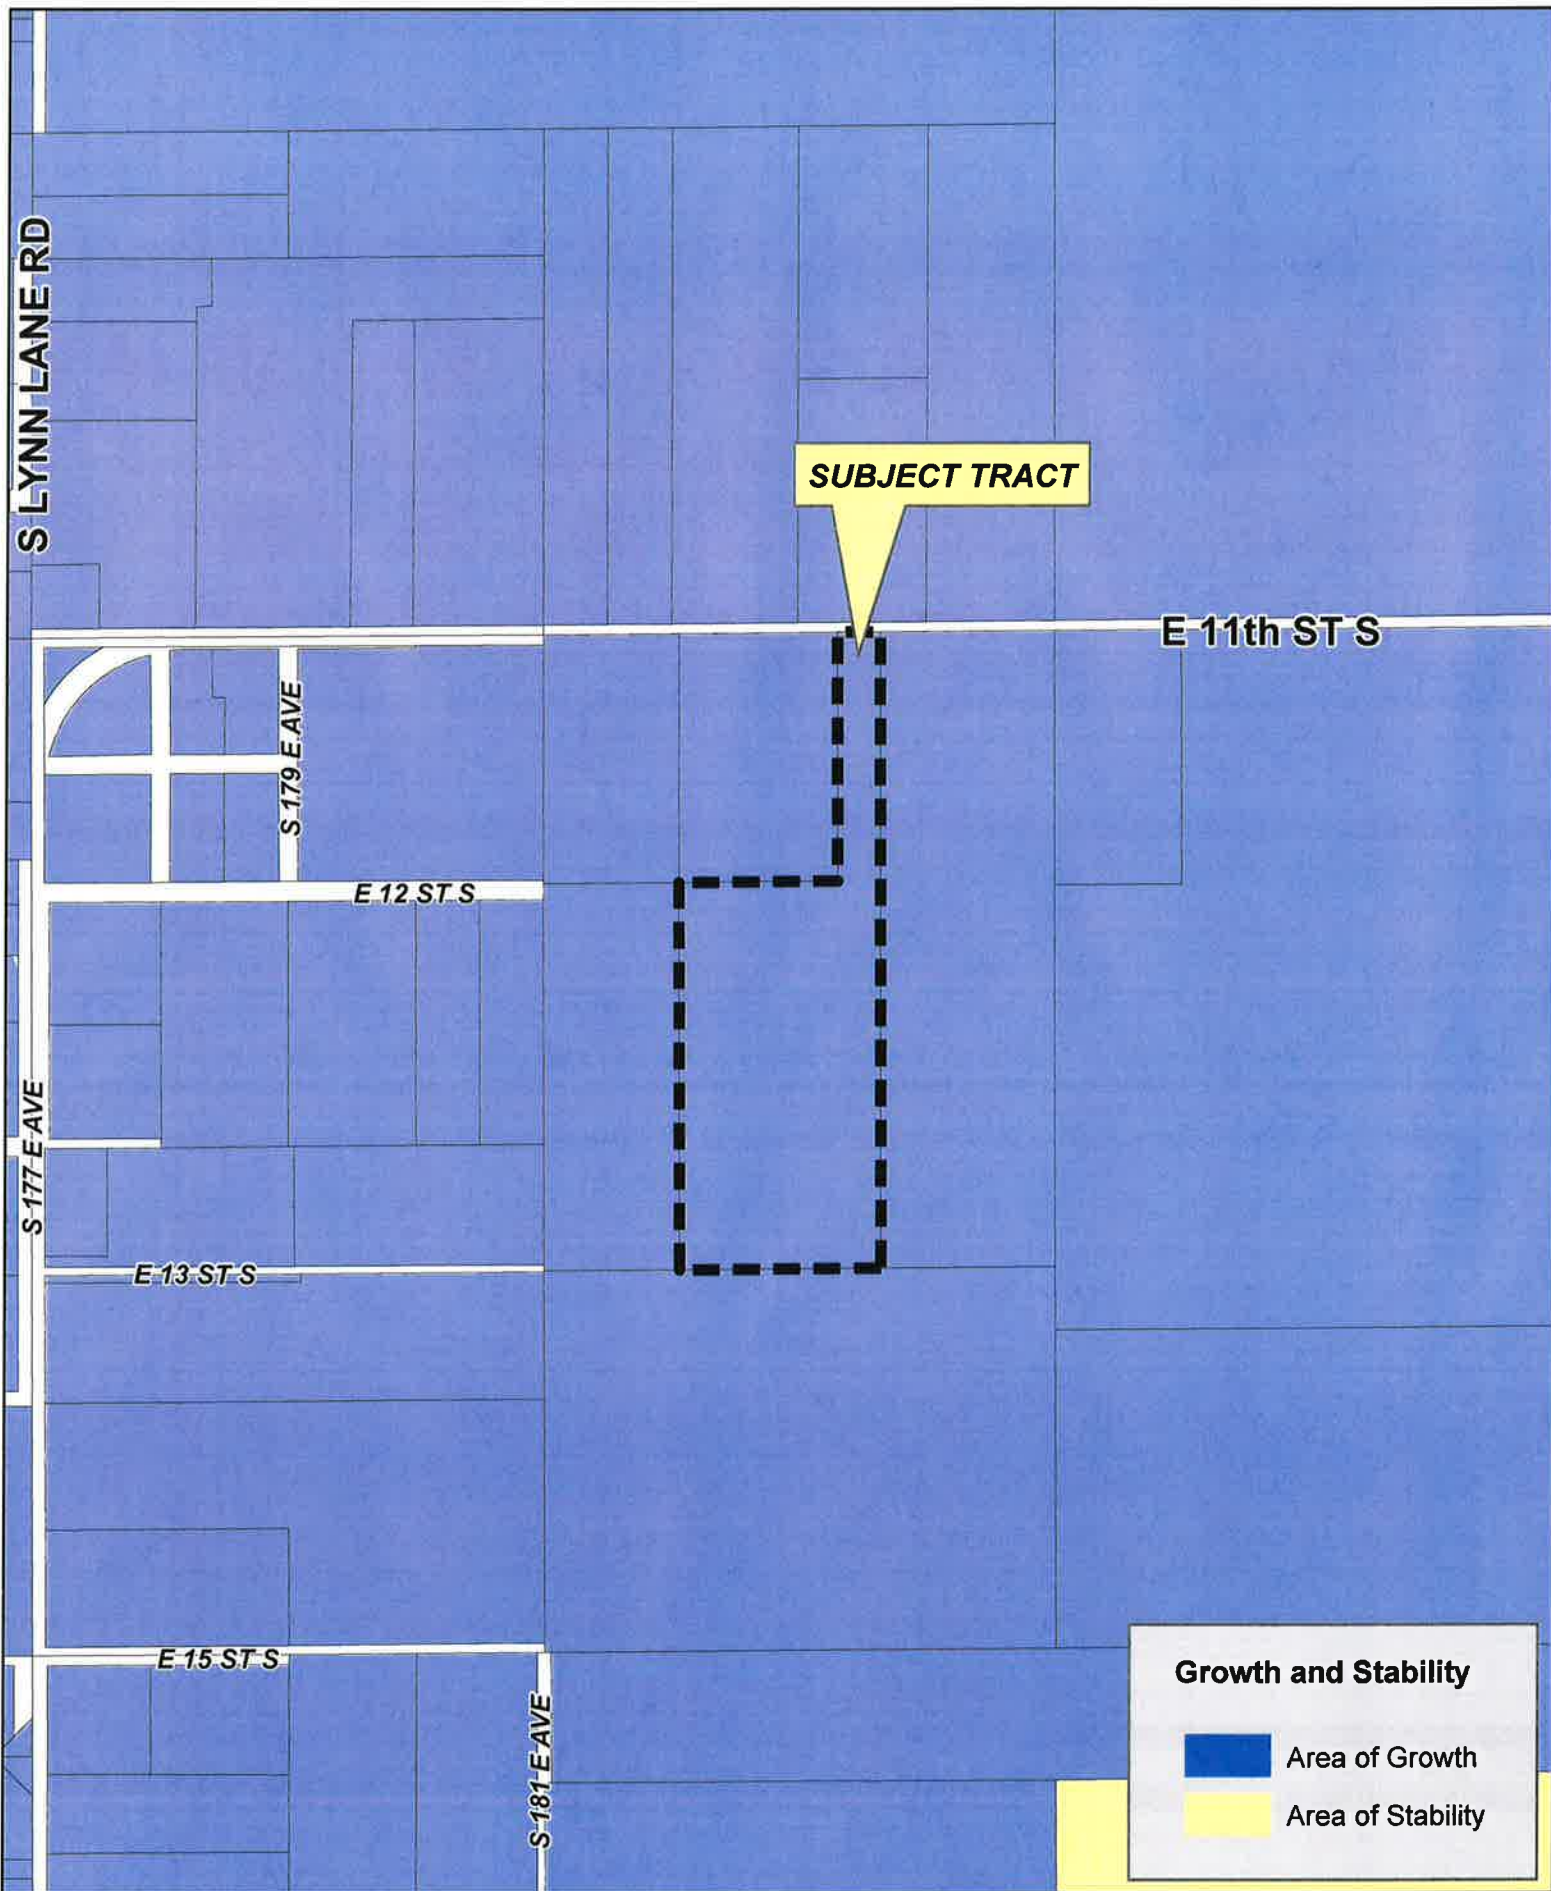 S LYNN LANE RD
SUBJECT TRACT
E 11th ST S
S 179 E AVE
E 12 ST S
S 177 E AVE
E 13 ST S
E 15 ST S
S 181 E AVE
Growth and Stability
Area of Growth
Area of Stability